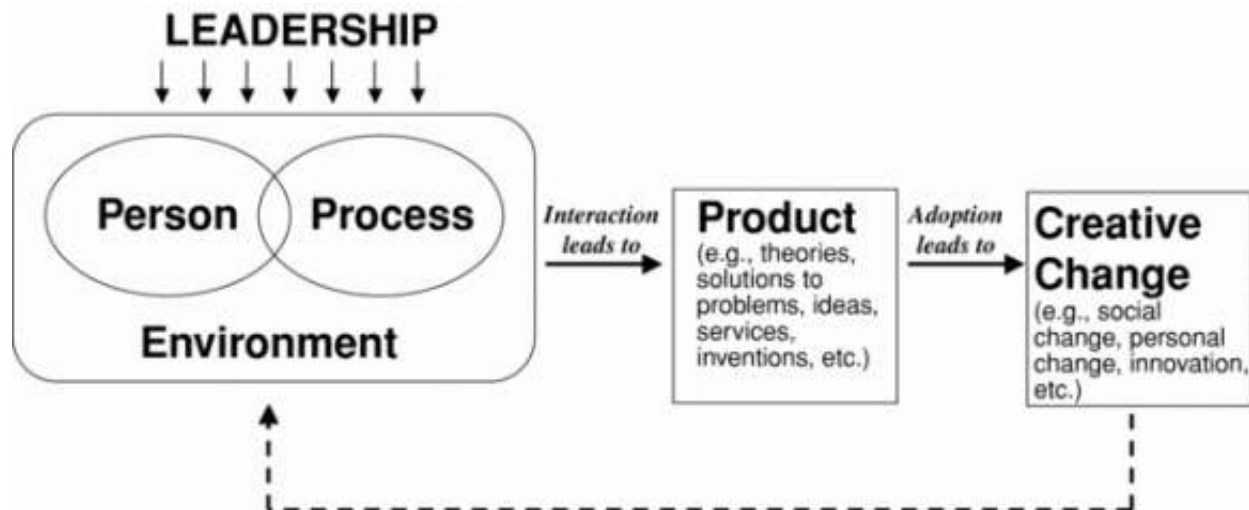 LEADERSHIP
Person
Process
Environment
Interaction
leads to
Product
(e.g., theories,
solutions to
problems, ideas,
services,
inventions, etc.)
Adoption
leads to
Creative
Change
(e.g., social
change, personal
change, innovation,
etc.)